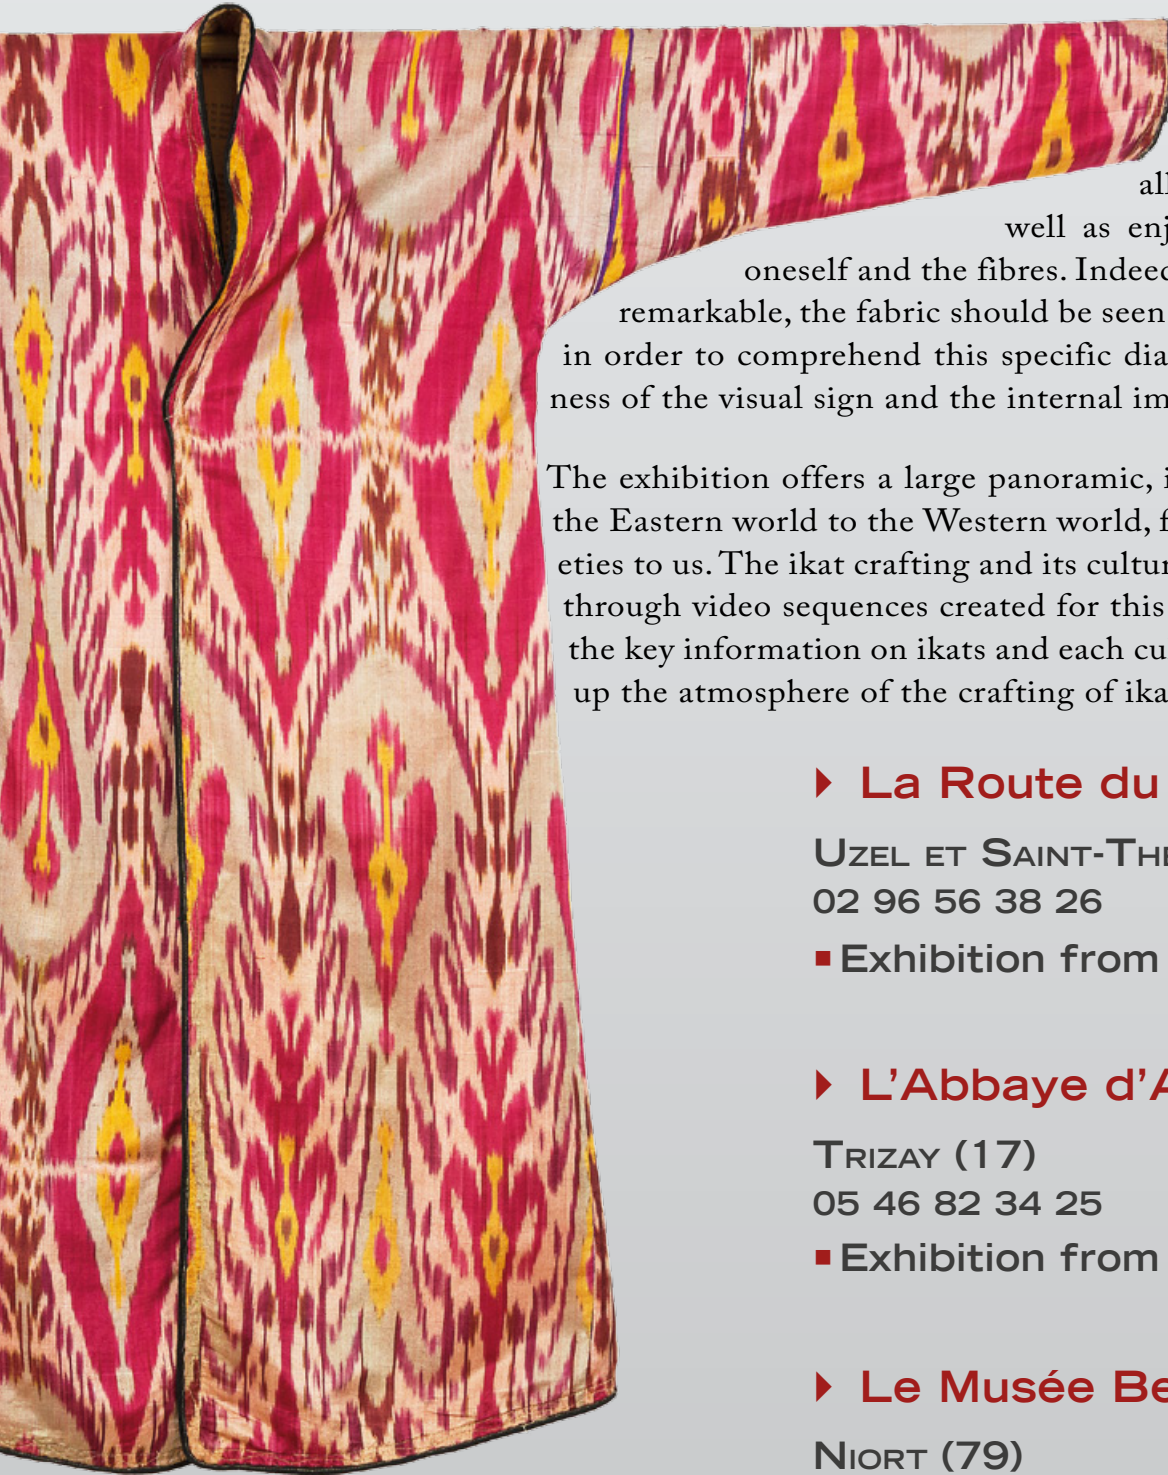 all
well as enj
oneself and the fibres. Indeed
remarkable, the fabric should be seen
in order to comprehend this specific dia
ness of the visual sign and the internal im
The exhibition offers a large panoramic, i
the Eastern world to the Western world, f
eties to us. The ikat crafting and its cultur
through video sequences created for this
the key information on ikats and each cu
up the atmosphere of the crafting of ika
La Route du
Uzel et Saint-Thé
02 96 56 38 26
Exhibition from
L’Abbaye d’A
Trizay (17)
05 46 82 34 25
Exhibition from
Le Musée Be
Niort (79)